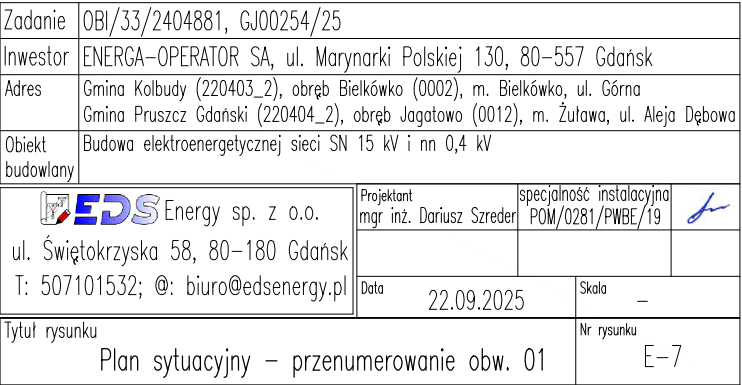 Zadanie OBI/33/2404881, GJ00254/25
Inwestor ENERGA-OPERATOR SA, ul. Marynarki Polskiej 130, 80-557 Gdańsk
Adres Gmina Kolbudy (220403_2), obręb Bielkówko (0002), m. Bielkówko, ul. Górna
Gmina Pruszcz Gdański (220404_2), obręb Jagatowo (0012), m. Żuława, ul. Aleja Dębowa
Obiekt budowlany Budowa elektroenergetycznej sieci SN 15 kV i nn 0,4 kV
EDS Energy sp. z o.o.
ul. Świętokrzyska 58, 80-180 Gdańsk
T: 507101532; @: biuro@edsenergy.pl
Projektant
mgr inż. Dariusz Szreder
specjalność instalacyjna
POM/0281/PWBE/19
Data 22.09.2025
Skala -
Tytuł rysunku
Plan sytuacyjny - przenumerowanie obw. 01
Nr rysunku
E-7